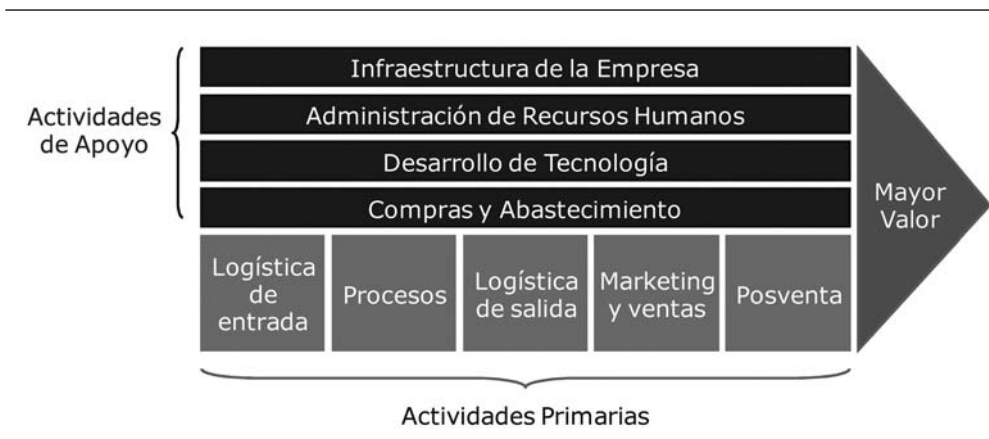 Actividades
de Apoyo
Infraestructura de la Empresa
Administración de Recursos Humanos
Desarrollo de Tecnología
Compras y Abastecimiento
Logística
de
entrada
Procesos
Logística
de salida
Marketing
y ventas
Posventa
Mayor
Valor
Actividades Primarias